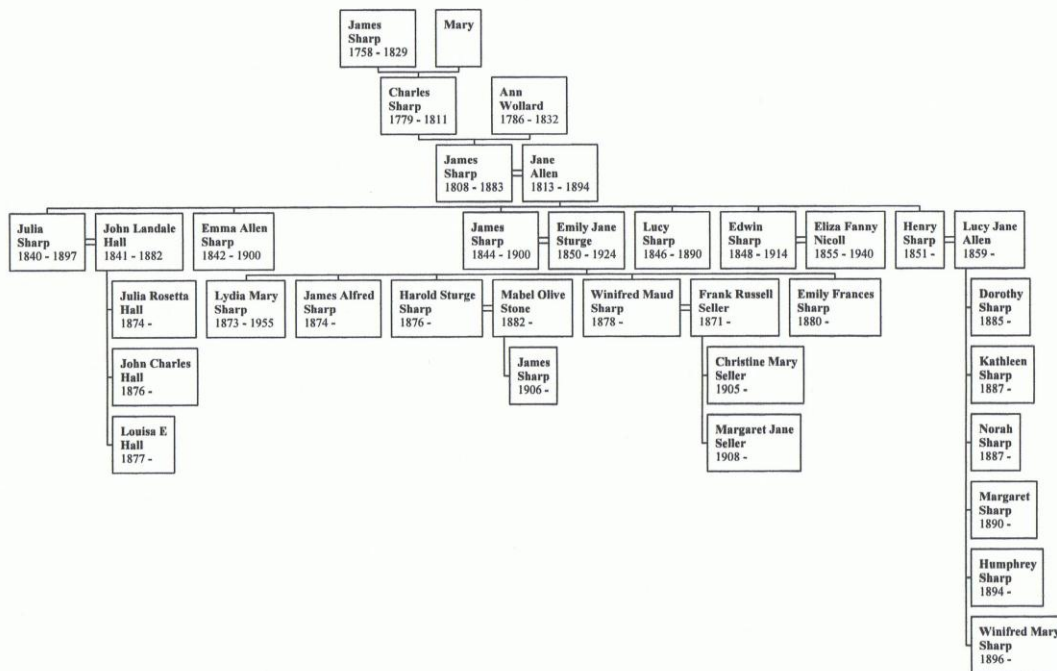 James
Sharp
1758 - 1829
Mary
Charles
Sharp
1779 - 1811
Ann
Wollard
1786 - 1832
James
Sharp
1808 - 1883
Jane
Allen
1813 - 1894
Julia
Sharp
1840 - 1897
John Landale
Hall
1841 - 1882
Emma Allen
Sharp
1842 - 1900
James
Sharp
1844 - 1900
Emily Jane
Sturge
1850 - 1924
Lucy
Sharp
1846 - 1890
Edwin
Sharp
1848 - 1914
Eliza Fanny
Nicoll
1855 - 1940
Henry
Sharp
1851 -
Lucy Jane
Allen
1859 -
Julia Rosetta
Hall
1874 -
John Charles
Hall
1876 -
Louisa E
Hall
1877 -
Lydia Mary
Sharp
1873 - 1955
James Alfred
Sharp
1874 -
Harold Sturge
Sharp
1876 -
Mabel Olive
Stone
1882 -
James
Sharp
1906 -
Winifred Maud
Sharp
1878 -
Frank Russell
Seller
1871 -
Christine Mary
Seller
1905 -
Margaret Jane
Seller
1908 -
Emily Frances
Sharp
1880 -
Dorothy
Sharp
1885 -
Kathleen
Sharp
1887 -
Norah
Sharp
1887 -
Margaret
Sharp
1890 -
Humphrey
Sharp
1894 -
Winifred Mary
Sharp
1896 -